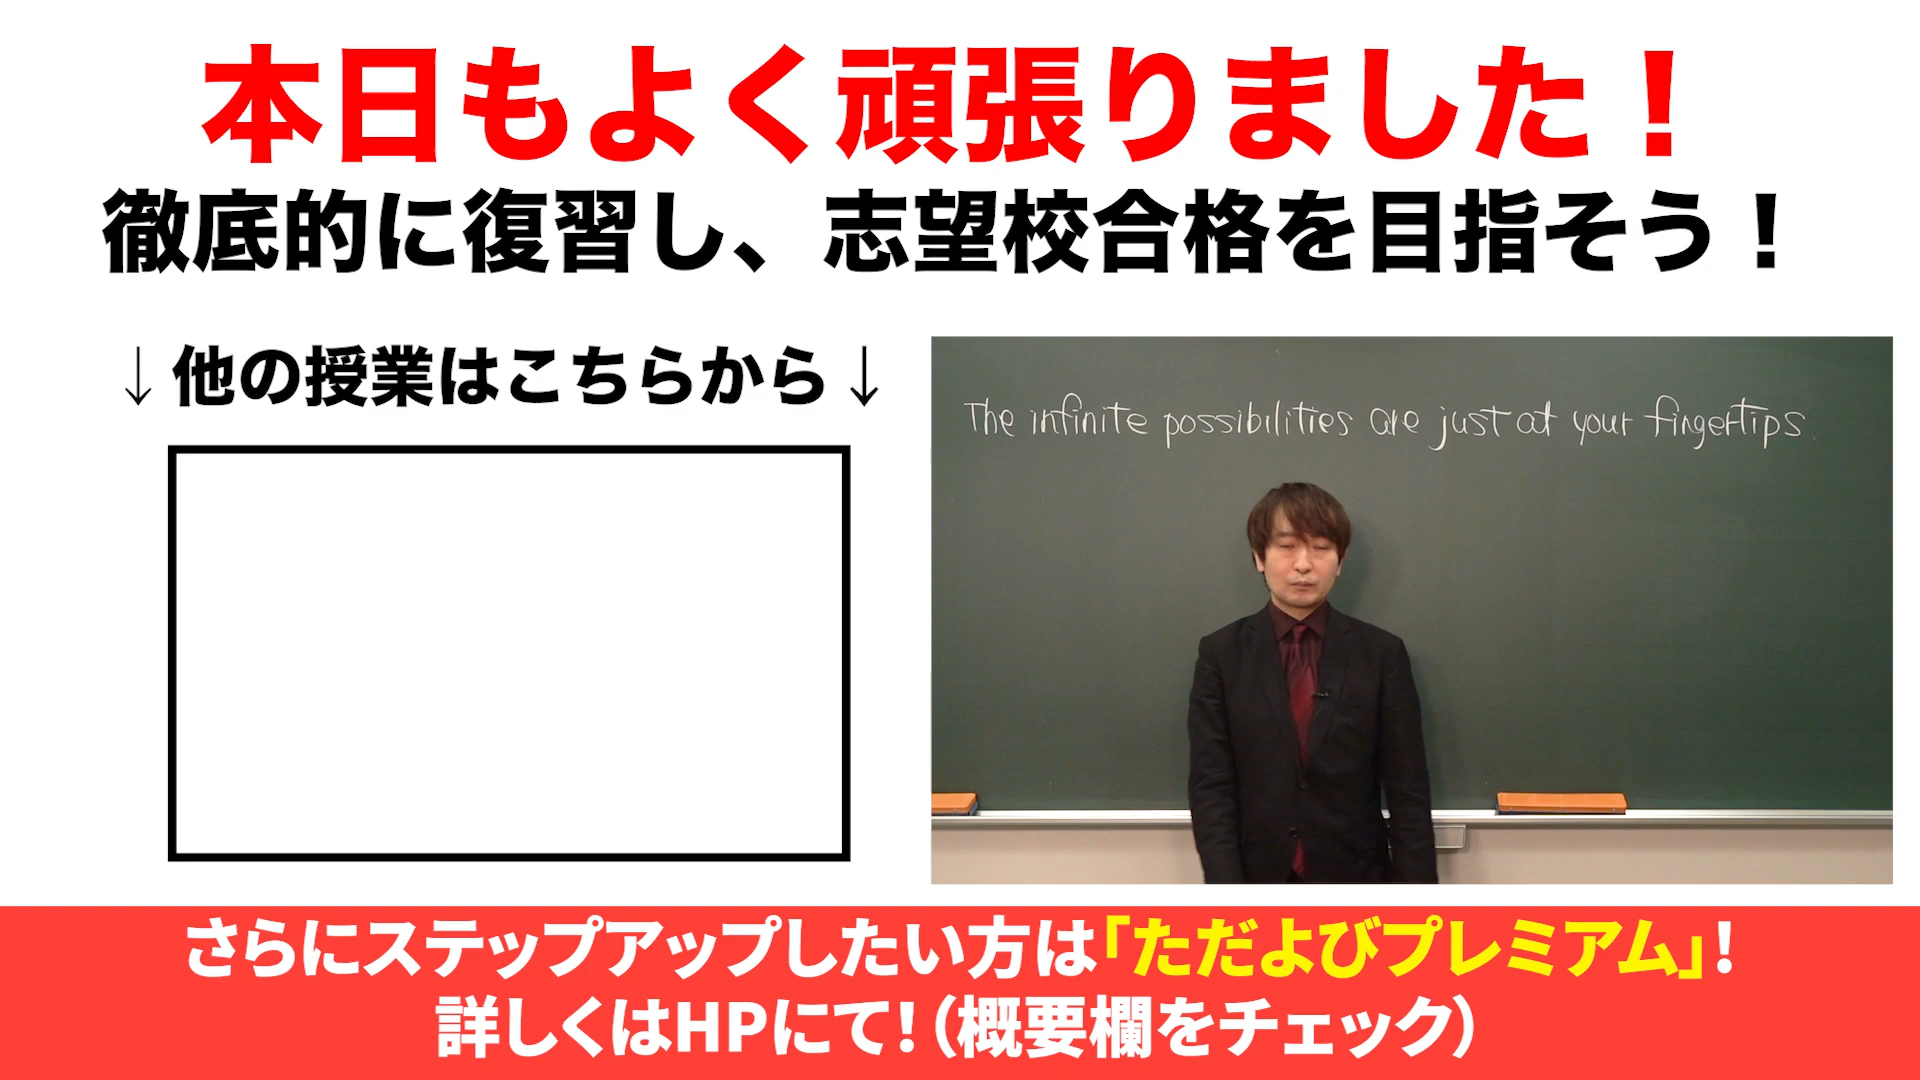 本日もよく頑張りました！
徹底的に復習し、志望校合格を目指そう！
↓他の授業はこちらから↓
The infinite possibilities are just at your fingertips.
さらにステップアップしたい方は「ただよびプレミアム」！
詳しくはHPにて！（概要欄をチェック）